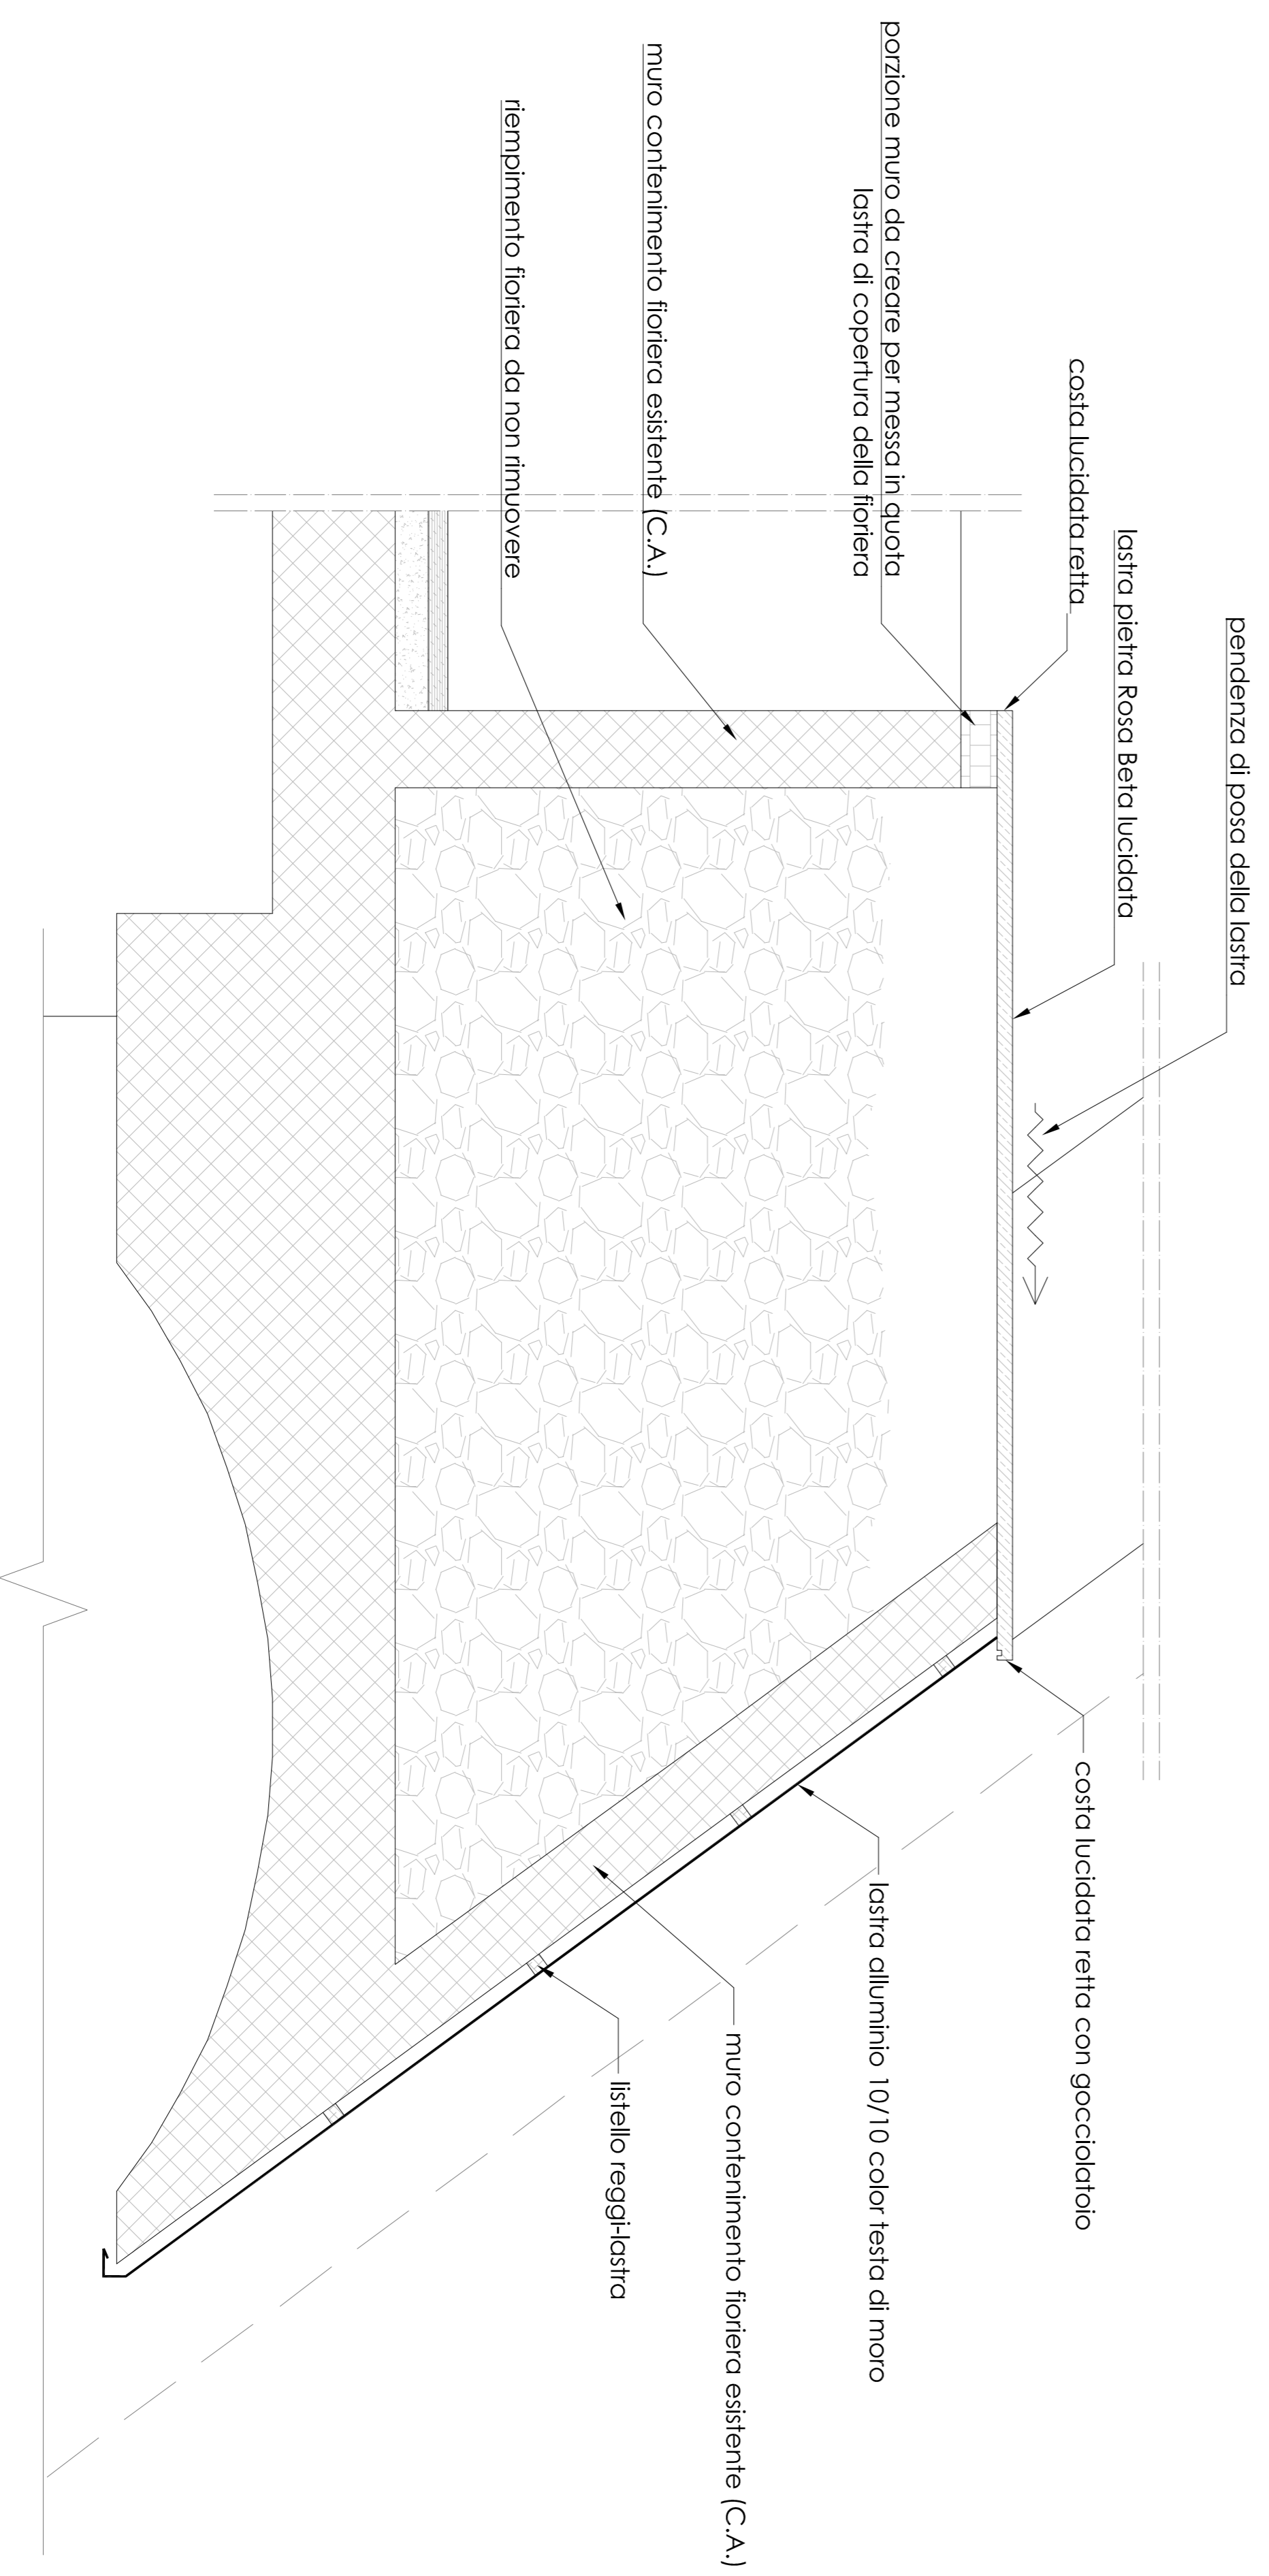 pendenza di posa della lastra
lastra pietra Rosa Beta lucidata
costa lucidata retta
porzione muro da creare per messa in quota
lastra di copertura della fioriera
muro contenimento fioriera esistente (C.A.)
riempimento fioriera da non rimuovere
costa lucidata retta con gocciolatoio
lastra alluminio 10/10 color testa di moro
muro contenimento fioriera esistente (C.A.)
listello reggi-lastra